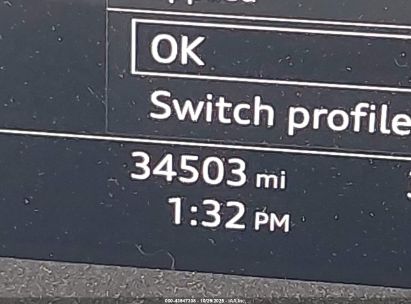 OK
Switch profile
34503 mi
1:32 PM